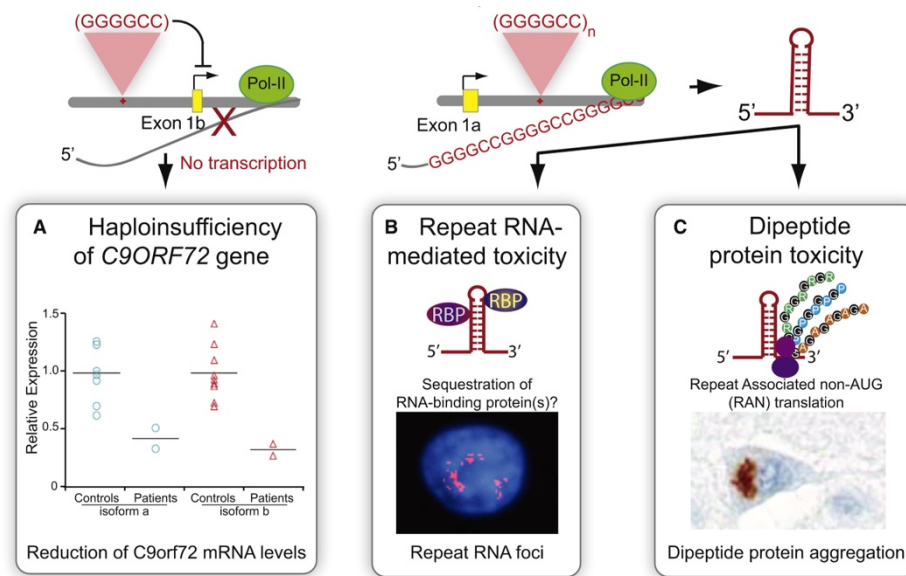 (GGGGCC)
Pol-II
Exon 1b
5’
No transcription
(GGGGCC)n
Pol-II
Exon 1a
5’
GGGGCCGGGGCCGGGGC
5’
3’
A Haploinsufficiency
of C9ORF72 gene
Relative Expression
1.5
1.0
0.5
0
Controls Patients Controls Patients
isoform a isoform b
Reduction of C9orf72 mRNA levels
B Repeat RNA-
mediated toxicity
RBP RBP
5’ 3’
Sequestration of
RNA-binding protein(s)?
Repeat RNA foci
C Dipeptide
protein toxicity
5’ 3’
Repeat Associated non-AUG
(RAN) translation
Dipeptide protein aggregation